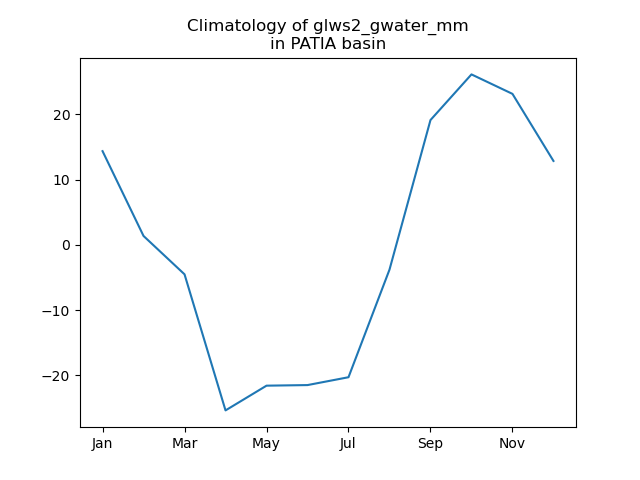 Climatology of glws2_gwater_mm
in PATIA basin
20
10
0
−10
−20
Jan
Mar
May
Jul
Sep
Nov